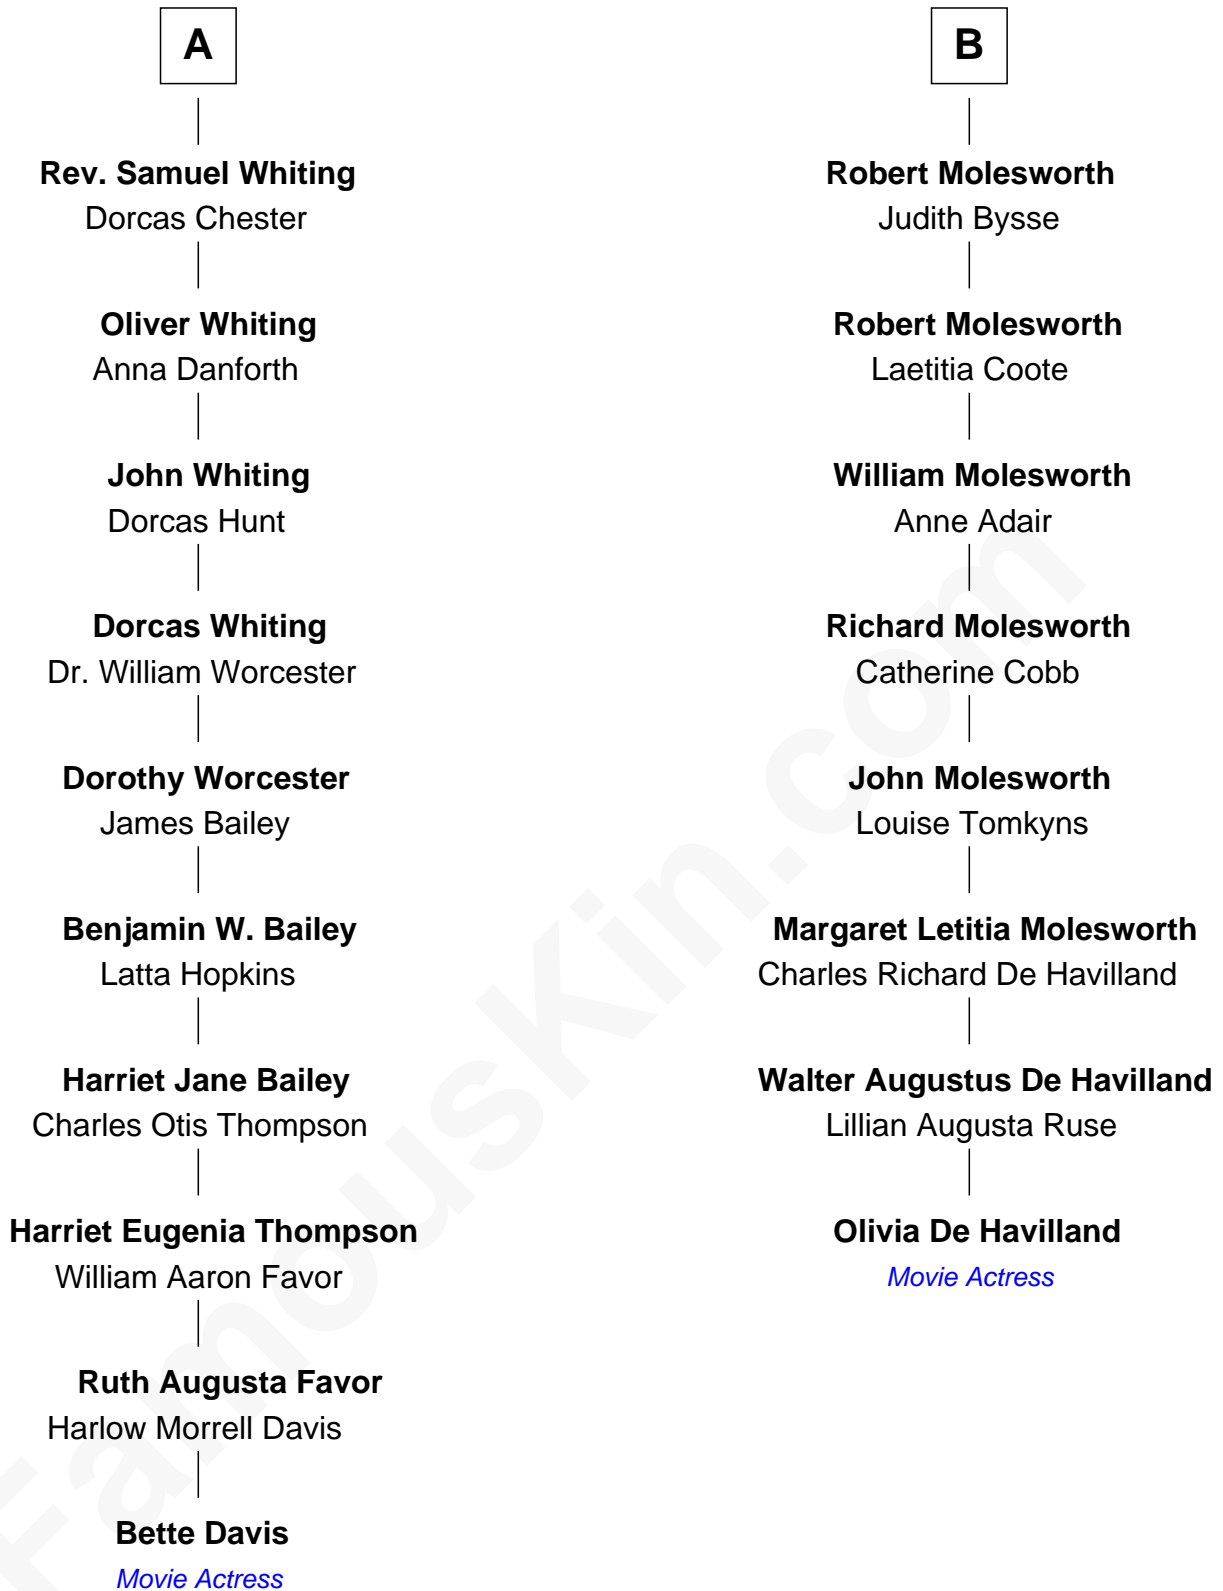 A
Rev. Samuel Whiting
Dorcas Chester
Oliver Whiting
Anna Danforth
John Whiting
Dorcas Hunt
Dorcas Whiting
Dr. William Worcester
Dorothy Worcester
James Bailey
Benjamin W. Bailey
Latta Hopkins
Harriet Jane Bailey
Charles Otis Thompson
Harriet Eugenia Thompson
William Aaron Favor
Ruth Augusta Favor
Harlow Morrell Davis
Bette Davis
Movie Actress
B
Robert Molesworth
Judith Bysse
Robert Molesworth
Laetitia Coote
William Molesworth
Anne Adair
Richard Molesworth
Catherine Cobb
John Molesworth
Louise Tomkyns
Margaret Letitia Molesworth
Charles Richard De Havilland
Walter Augustus De Havilland
Lillian Augusta Ruse
Olivia De Havilland
Movie Actress
FamousKin.com